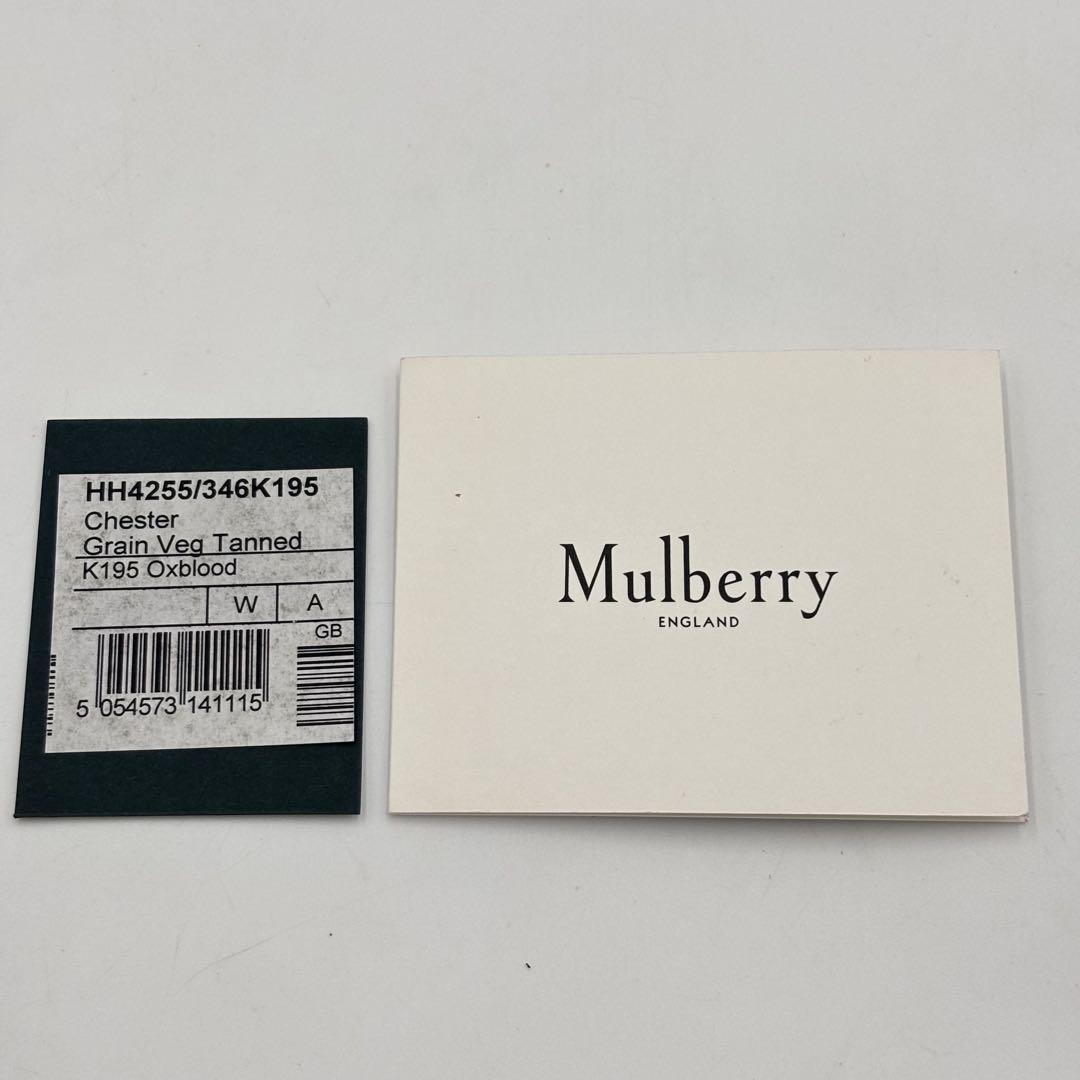 HH4255/346K195
Chester
Grain Veg Tanned
K195 Oxblood
W A
GB
5 054573 141115
Mulberry
ENGLAND